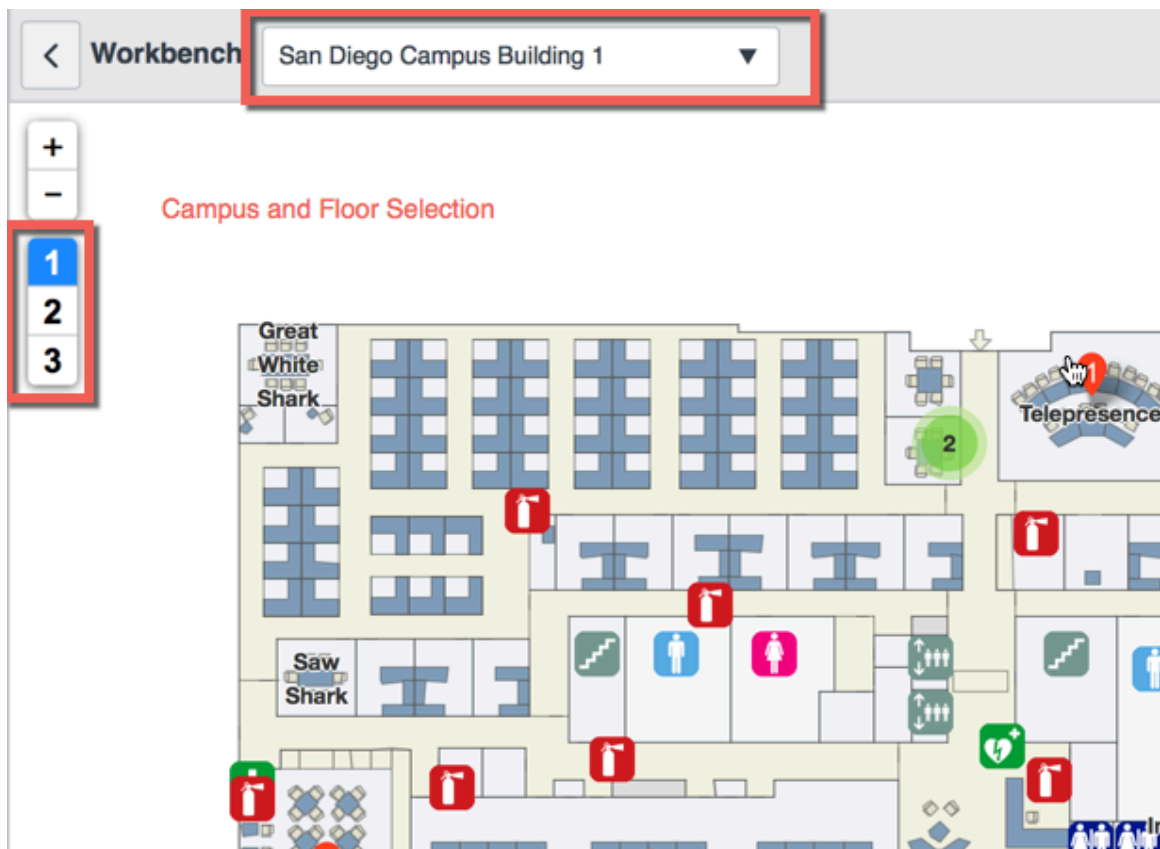 Workbench
San Diego Campus Building 1
+
−
Campus and Floor Selection
1
2
3
Great
White
Shark
1
Telepresence
2
Saw
Shark